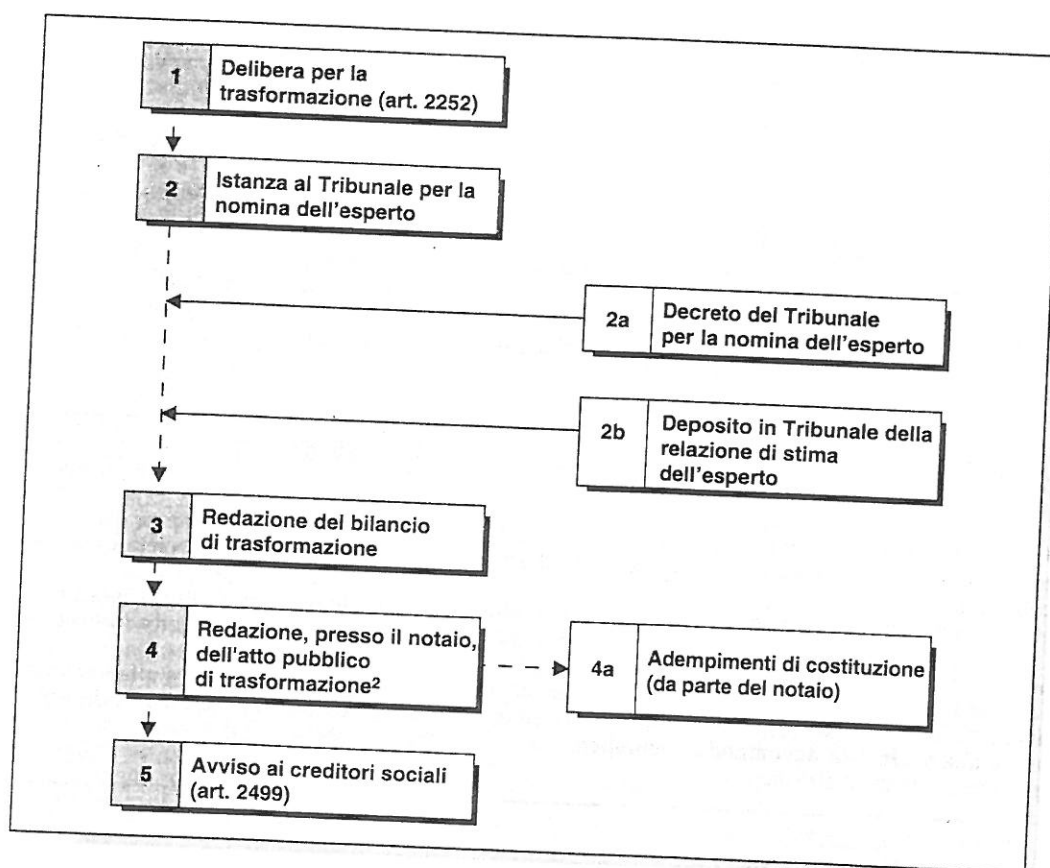 1
Delibera per la
trasformazione (art. 2252)
2
Istanza al Tribunale per la
nomina dell'esperto
2a
Decreto del Tribunale
per la nomina dell'esperto
2b
Deposito in Tribunale della
relazione di stima
dell'esperto
3
Redazione del bilancio
di trasformazione
4
Redazione, presso il notaio,
dell'atto pubblico
di trasformazione²
4a
Adempimenti di costituzione
(da parte del notaio)
5
Avviso ai creditori sociali
(art. 2499)